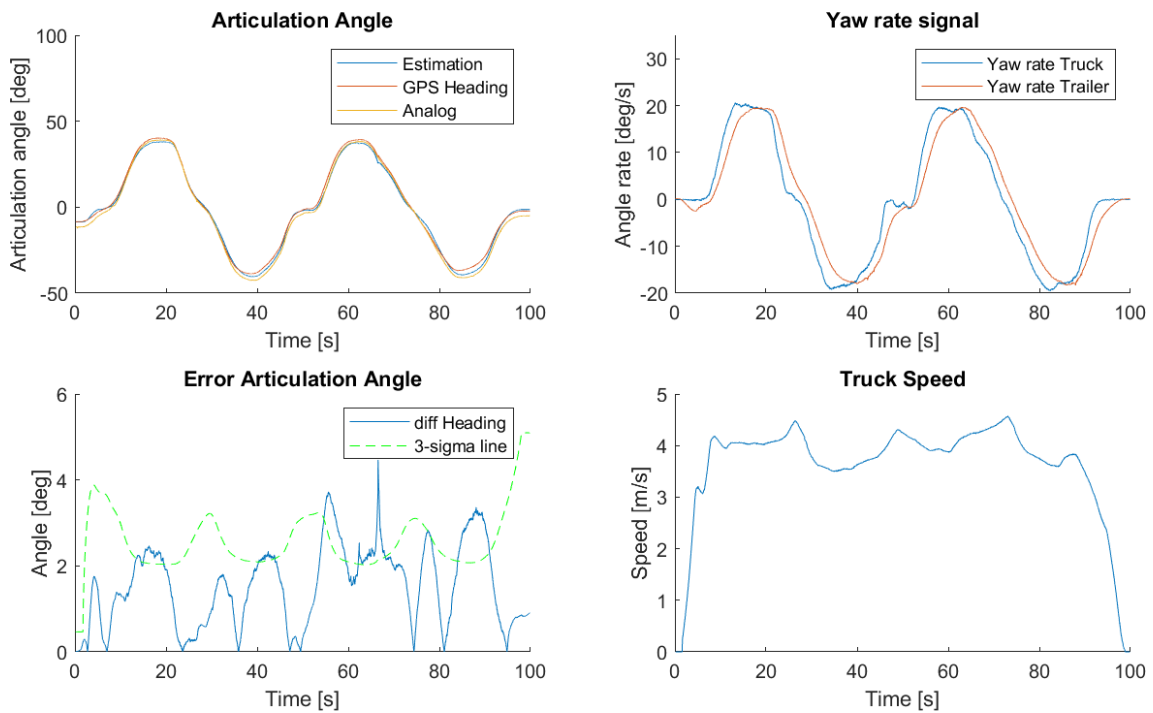 Articulation Angle
Articulation angle [deg]
100
50
0
-50
Estimation
GPS Heading
Analog
0 20 40 60 80 100
Time [s]
Yaw rate signal
Angle rate [deg/s]
30
20
10
0
-10
-20
Yaw rate Truck
Yaw rate Trailer
0 20 40 60 80 100
Time [s]
Error Articulation Angle
Angle [deg]
6
4
2
0
diff Heading
3-sigma line
0 20 40 60 80 100
Time [s]
Truck Speed
Speed [m/s]
5
4
3
2
1
0
0 20 40 60 80 100
Time [s]